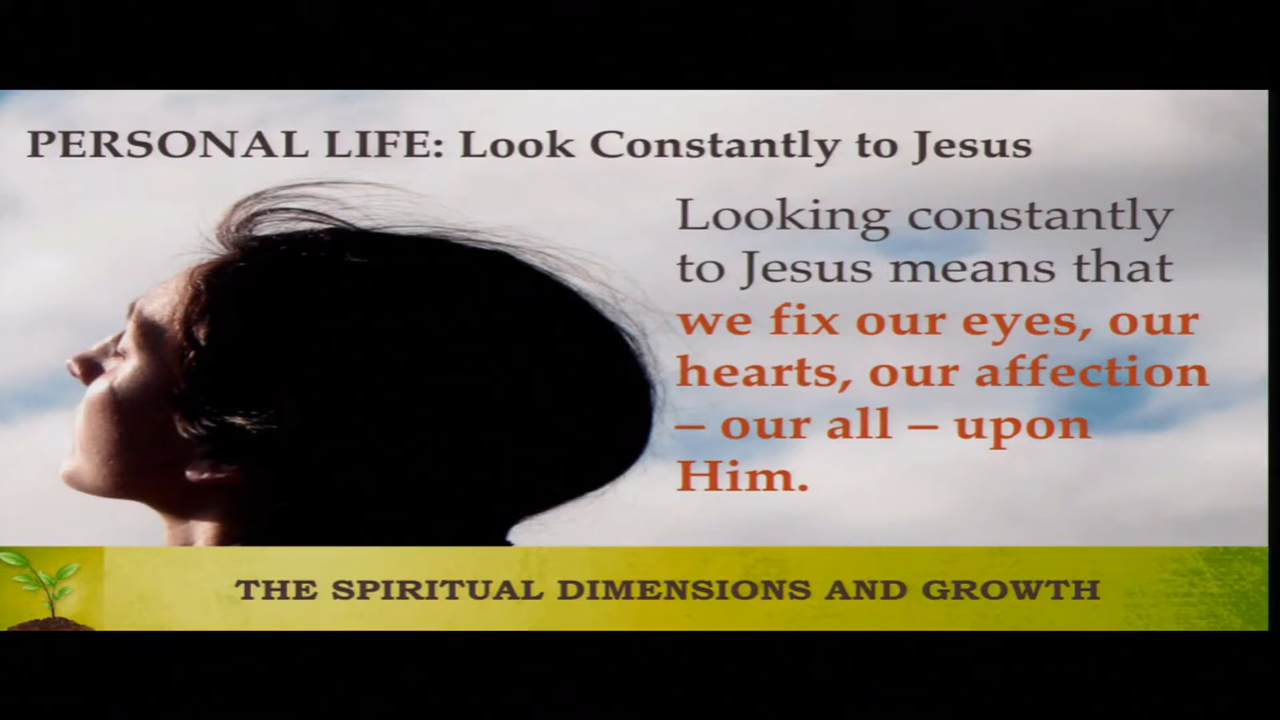 PERSONAL LIFE: Look Constantly to Jesus
Looking constantly
to Jesus means that
we fix our eyes, our
hearts, our affection
– our all – upon
Him.
THE SPIRITUAL DIMENSIONS AND GROWTH